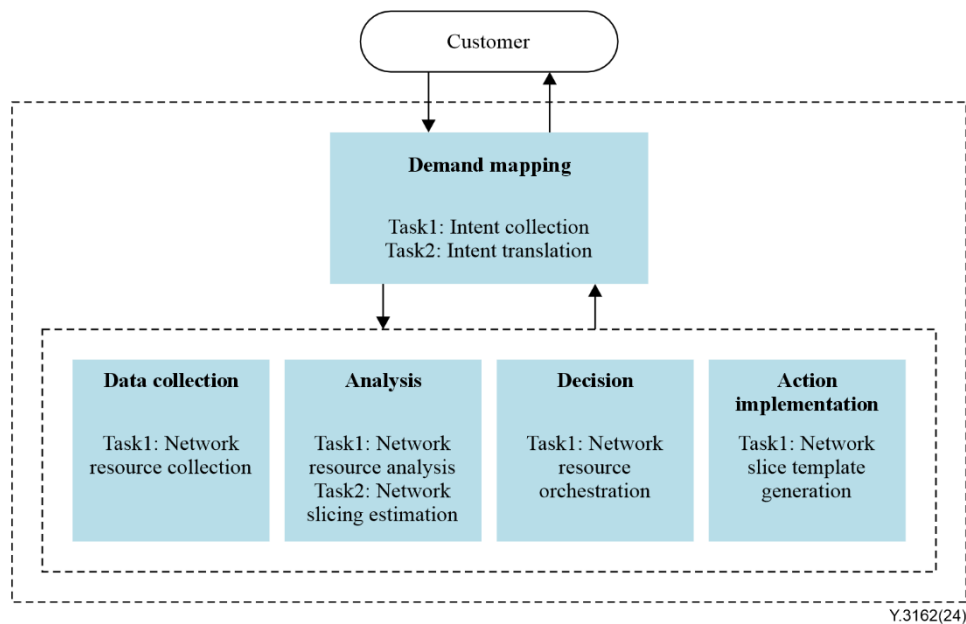 Customer
Demand mapping
Task1: Intent collection
Task2: Intent translation
Data collection
Task1: Network
resource collection
Analysis
Task1: Network
resource analysis
Task2: Network
slicing estimation
Decision
Task1: Network
resource
orchestration
Action
implementation
Task1: Network
slice template
generation
Y.3162(24)